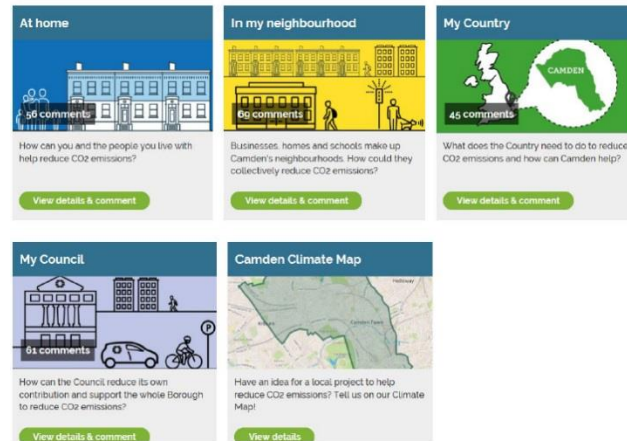 At home
56 comments
How can you and the people you live with
help reduce CO2 emissions?
View details & comment
In my neighbourhood
69 comments
Businesses, homes and schools make up
Camden's neighbourhoods. How could they
collectively reduce CO2 emissions?
View details & comment
My Country
CAMDEN
45 comments
What does the Country need to do to reduce
CO2 emissions and how can Camden help?
View details & comment
My Council
P
61 comments
How can the Council reduce its own
contribution and support the whole Borough
to reduce CO2 emissions?
View details & comment
Camden Climate Map
Holloway
Camden Town
Have an idea for a local project to help
reduce CO2 emissions? Tell us on our Climate
Map!
View details